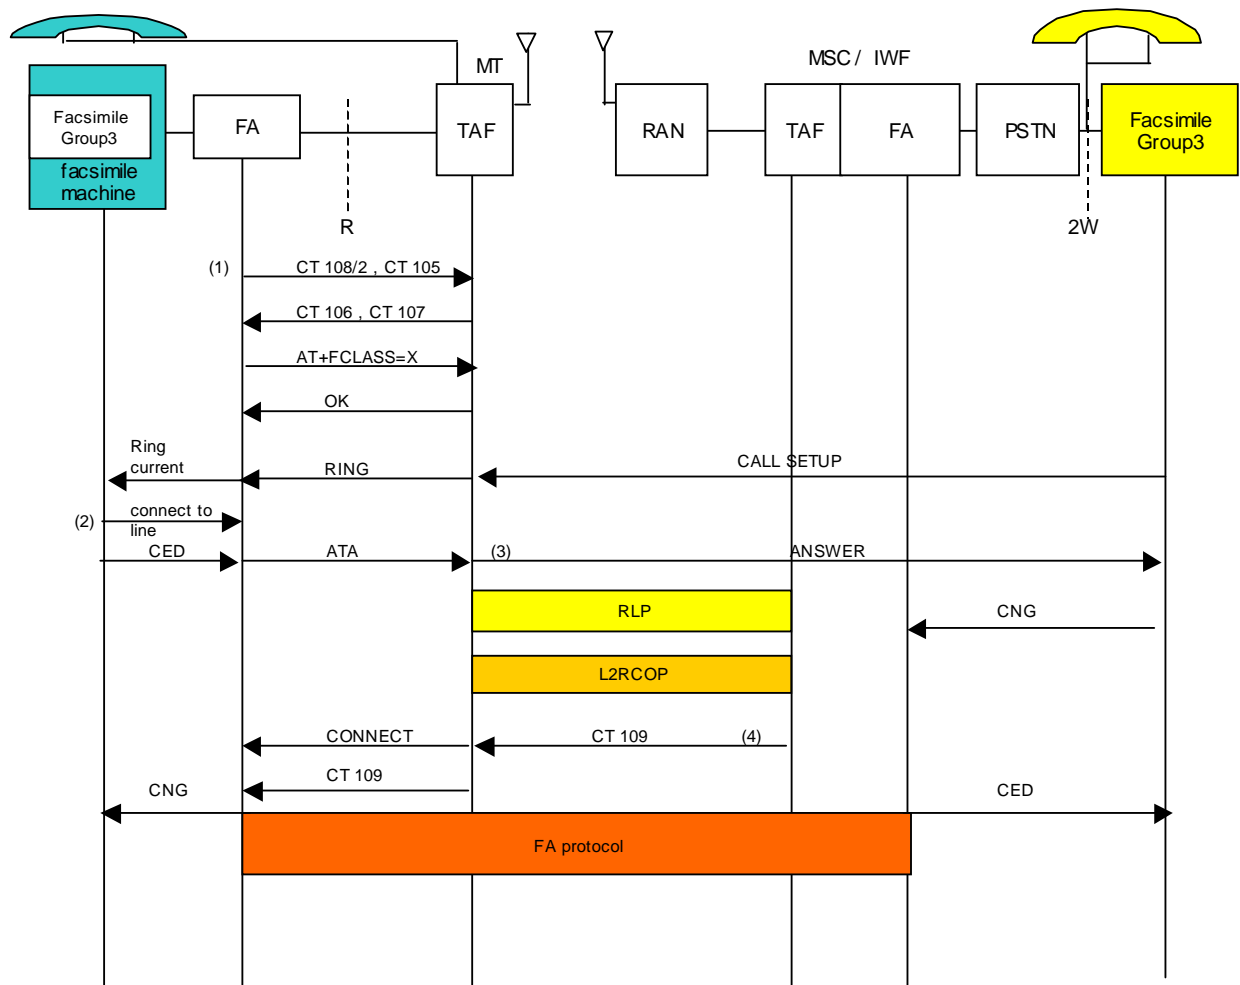 MT
MSC / IWF
Facsimile
Group3
facsimile
machine
FA
TAF
RAN
TAF
FA
PSTN
Facsimile
Group3
R
2W
(1)
CT 108/2 , CT 105
CT 106 , CT 107
AT+FCLASS=X
OK
Ring
current
RING
CALL SETUP
(2)
connect to
line
CED
ATA
(3)
ANSWER
RLP
CNG
L2RCOP
CONNECT
CT 109
(4)
CT 109
CNG
CED
FA protocol